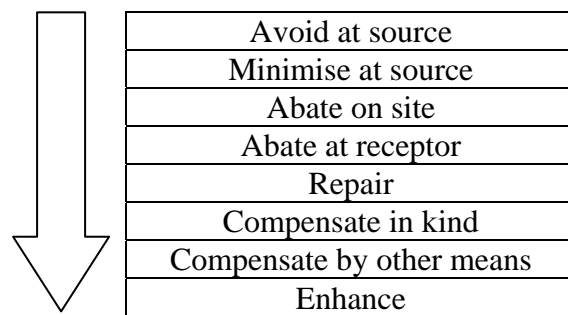 Avoid at source
Minimise at source
Abate on site
Abate at receptor
Repair
Compensate in kind
Compensate by other means
Enhance